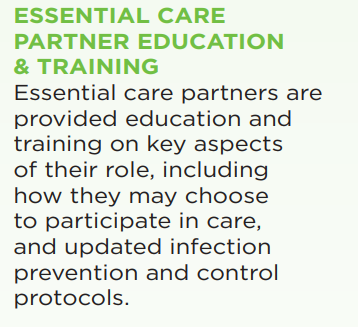 ESSENTIAL CARE
PARTNER EDUCATION
& TRAINING
Essential care partners are
provided education and
training on key aspects
of their role, including
how they may choose
to participate in care,
and updated infection
prevention and control
protocols.